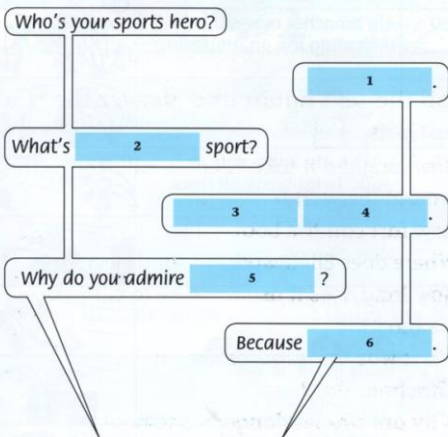 Who's your sports hero?
1.
What's 2 sport?
3 4.
Why do you admire 5 ?
Because 6.